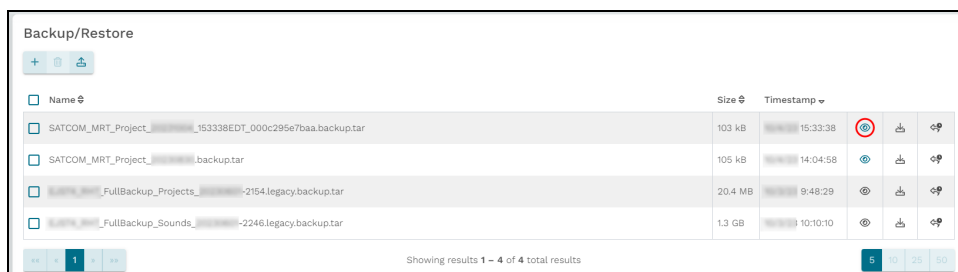 Backup/Restore
Name Size Timestamp
SATCOM_MRT_Project_ _153338EDT_000c295e7baa.backup.tar 103 kB 15:33:38
SATCOM_MRT_Project_ .backup.tar 105 kB 14:04:58
_FullBackup_Projects_ -2154.legacy.backup.tar 20.4 MB 9:48:29
_FullBackup_Sounds_ -2246.legacy.backup.tar 1.3 GB 10:10:10
<< < 1 > >> Showing results 1 – 4 of 4 total results 5 10 25 50